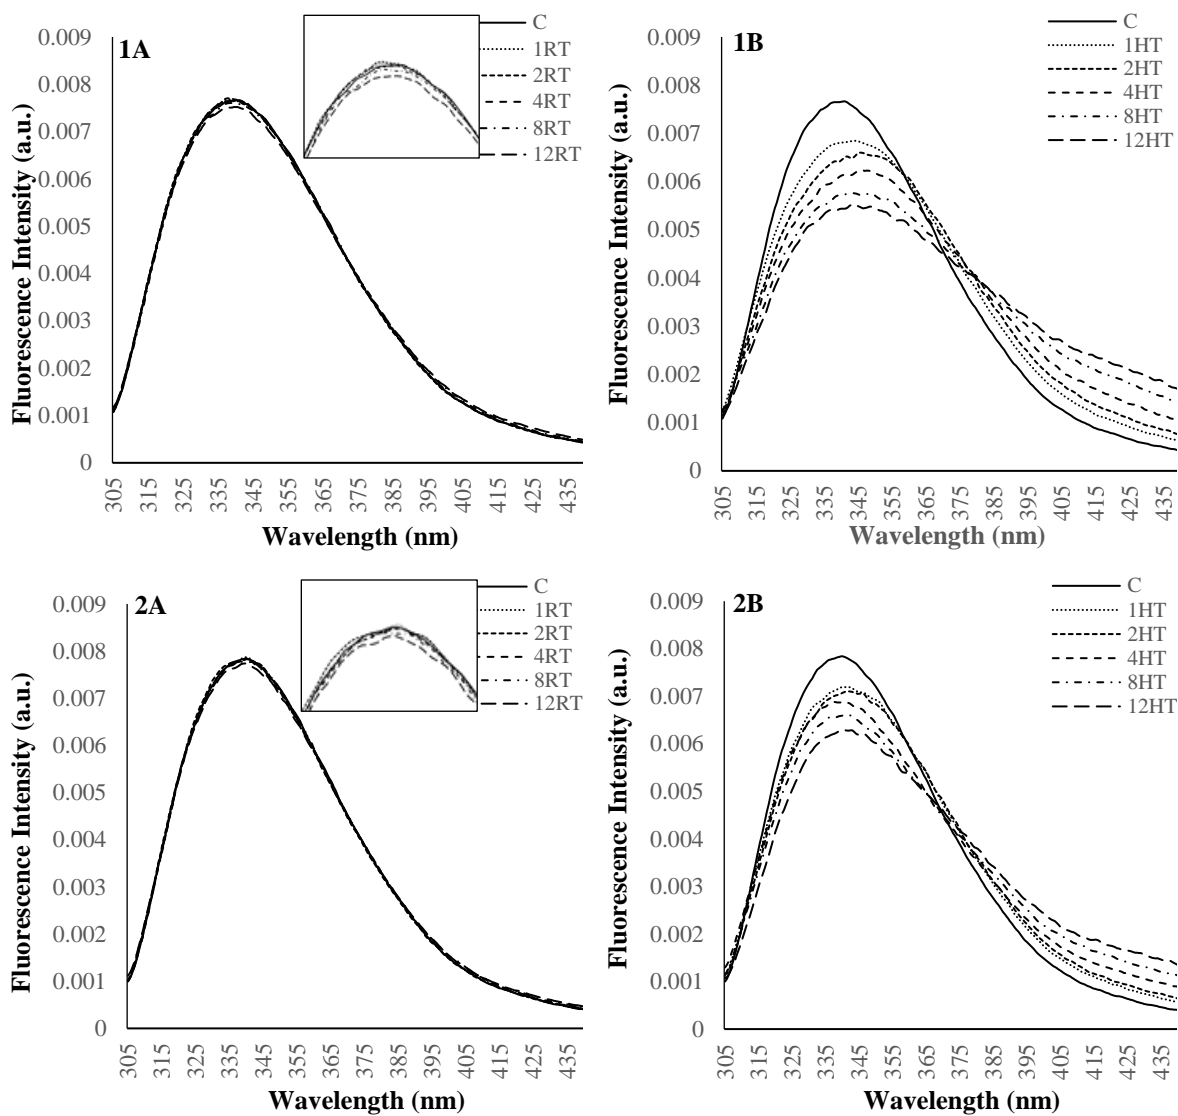 1A
C
1RT
2RT
4RT
8RT
12RT
Fluorescence Intensity (a.u.)
0.009
0.008
0.007
0.006
0.005
0.004
0.003
0.002
0.001
0
305 315 325 335 345 355 365 375 385 395 405 415 425 435
Wavelength (nm)
1B
C
1HT
2HT
4HT
8HT
12HT
Fluorescence Intensity (a.u.)
0.009
0.008
0.007
0.006
0.005
0.004
0.003
0.002
0.001
0
305 315 325 335 345 355 365 375 385 395 405 415 425 435
Wavelength (nm)
2A
C
1RT
2RT
4RT
8RT
12RT
Fluorescence Intensity (a.u.)
0.009
0.008
0.007
0.006
0.005
0.004
0.003
0.002
0.001
0
305 315 325 335 345 355 365 375 385 395 405 415 425 435
Wavelength (nm)
2B
C
1HT
2HT
4HT
8HT
12HT
Fluorescence Intensity (a.u.)
0.009
0.008
0.007
0.006
0.005
0.004
0.003
0.002
0.001
0
305 315 325 335 345 355 365 375 385 395 405 415 425 435
Wavelength (nm)